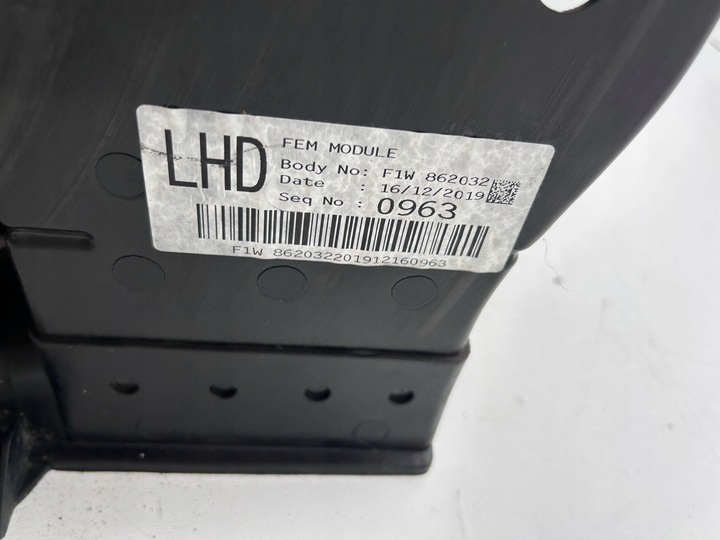 LHD
FEM MODULE
Body No: F1W 862032
Date : 16/12/2019
Seq No : 0963
F1W 862032201912160963